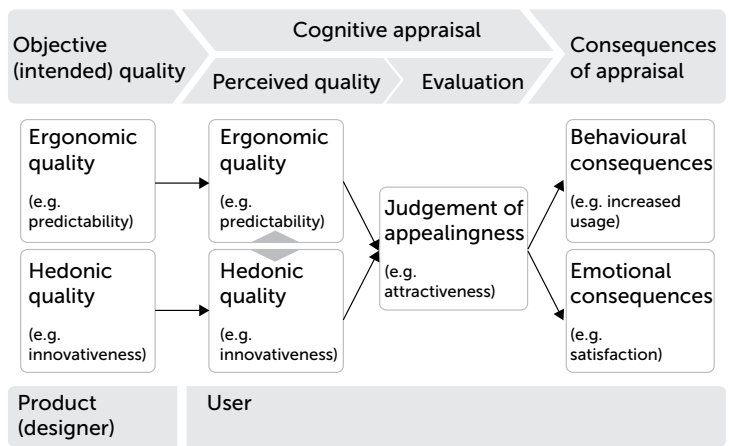 Objective
(intended) quality
Cognitive appraisal
Perceived quality
Evaluation
Consequences
of appraisal
Ergonomic
quality
(e.g.
predictability)
Hedonic
quality
(e.g.
innovativeness)
Ergonomic
quality
(e.g.
predictability)
Hedonic
quality
(e.g.
innovativeness)
Judgement of
appealingness
(e.g.
attractiveness)
Behavioural
consequences
(e.g. increased
usage)
Emotional
consequences
(e.g.
satisfaction)
Product
(designer)
User